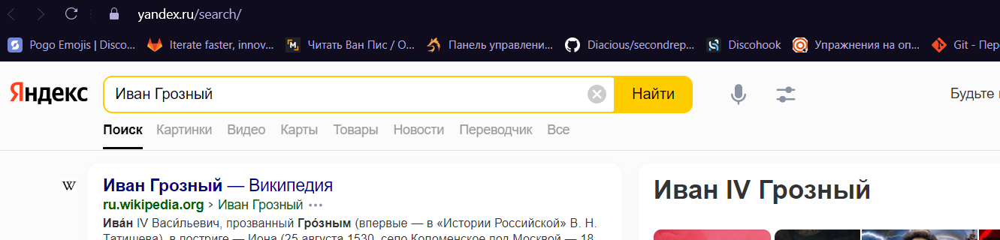 yandex.ru/search/
Pogo Emojis | Disco... Iterate faster, innov... Читать Ван Пис / О... Панель управлени... Diacious/secondrep... Discohook Упражнения на оп... Git - Пер
Яндекс Иван Грозный Найти Будьте
Поиск Картинки Видео Карты Товары Новости Переводчик Все
W Иван Грозный — Википедия
ru.wikipedia.org › Иван Грозный
Ива́н IV Васи́льевич, прозванный Гро́зным (впервые — в «Истории Российской» В. Н.
Татищева), в постриге — Иона (25 августа 1530, село Коломенское под Москвой — 18
Иван IV Грозный